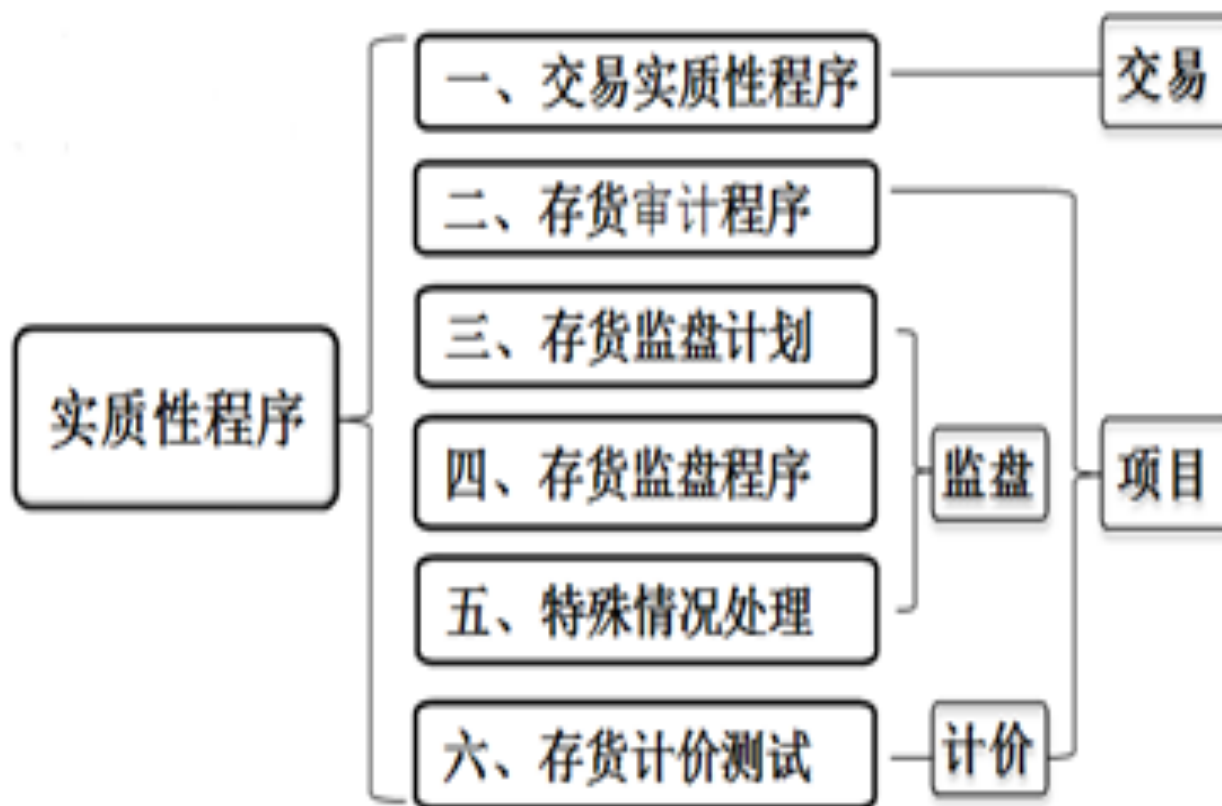 一、交易实质性程序
交易
二、存货审计程序
三、存货监盘计划
实质性程序
四、存货监盘程序
监盘
项目
五、特殊情况处理
六、存货计价测试
计价